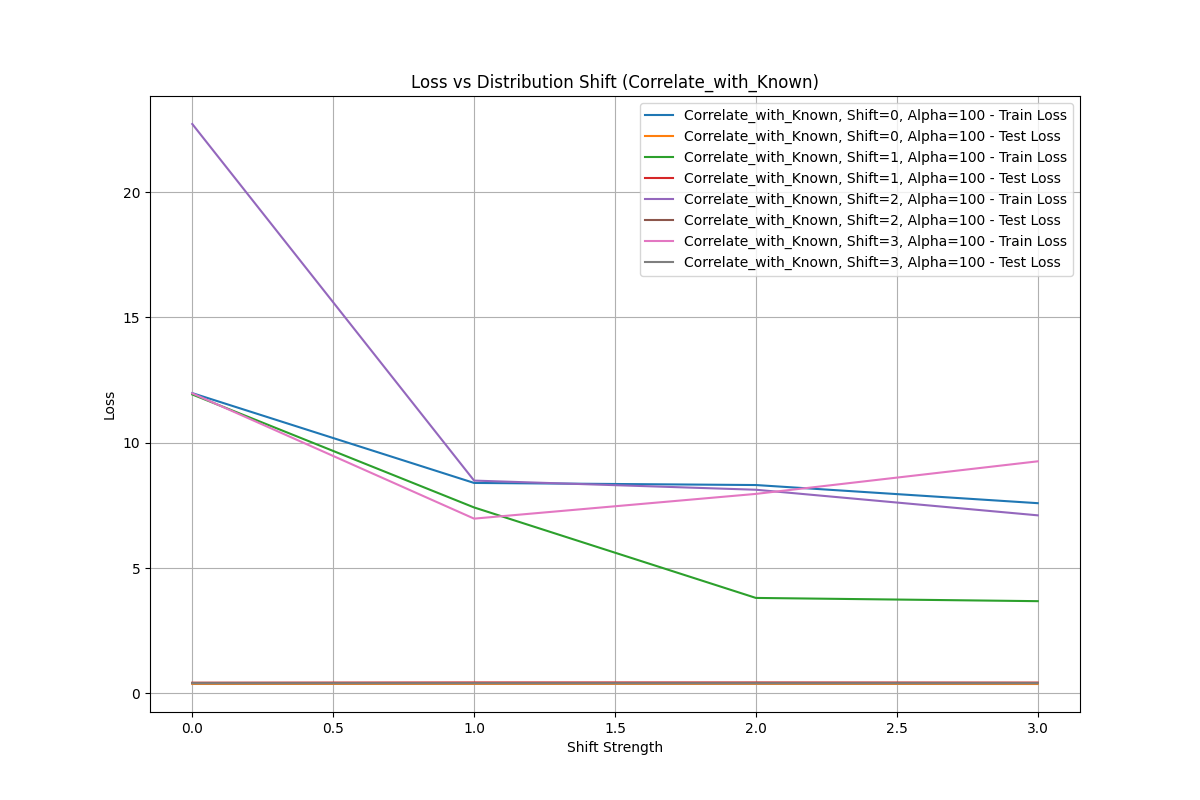 Loss vs Distribution Shift (Correlate_with_Known)
Correlate_with_Known, Shift=0, Alpha=100 - Train Loss
Correlate_with_Known, Shift=0, Alpha=100 - Test Loss
Correlate_with_Known, Shift=1, Alpha=100 - Train Loss
Correlate_with_Known, Shift=1, Alpha=100 - Test Loss
Correlate_with_Known, Shift=2, Alpha=100 - Train Loss
Correlate_with_Known, Shift=2, Alpha=100 - Test Loss
Correlate_with_Known, Shift=3, Alpha=100 - Train Loss
Correlate_with_Known, Shift=3, Alpha=100 - Test Loss
20
15
10
5
0
Loss
0.0 0.5 1.0 1.5 2.0 2.5 3.0
Shift Strength